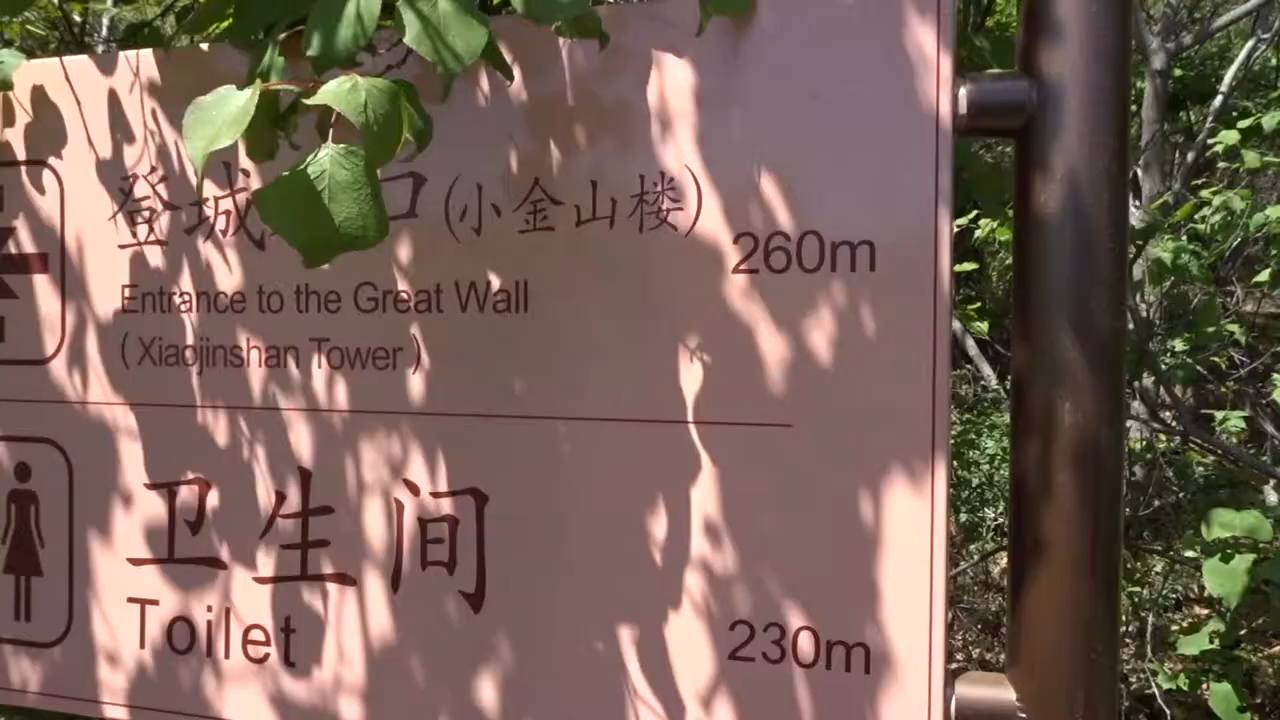 登城口(小金山楼)
260m
Entrance to the Great Wall
(Xiaojinshan Tower)
卫生间
Toilet
230m